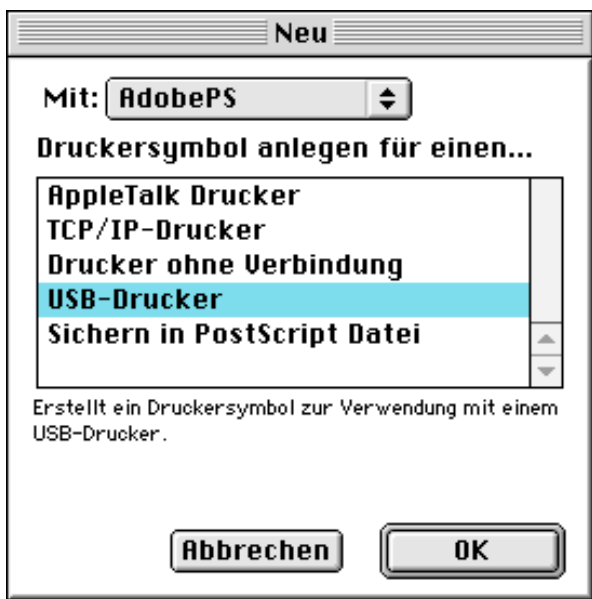 Neu
Mit: AdobePS
Druckersymbol anlegen für einen...
AppleTalk Drucker
TCP/IP-Drucker
Drucker ohne Verbindung
USB-Drucker
Sichern in PostScript Datei
Erstellt ein Druckersymbol zur Verwendung mit einem
USB-Drucker.
Abbrechen OK